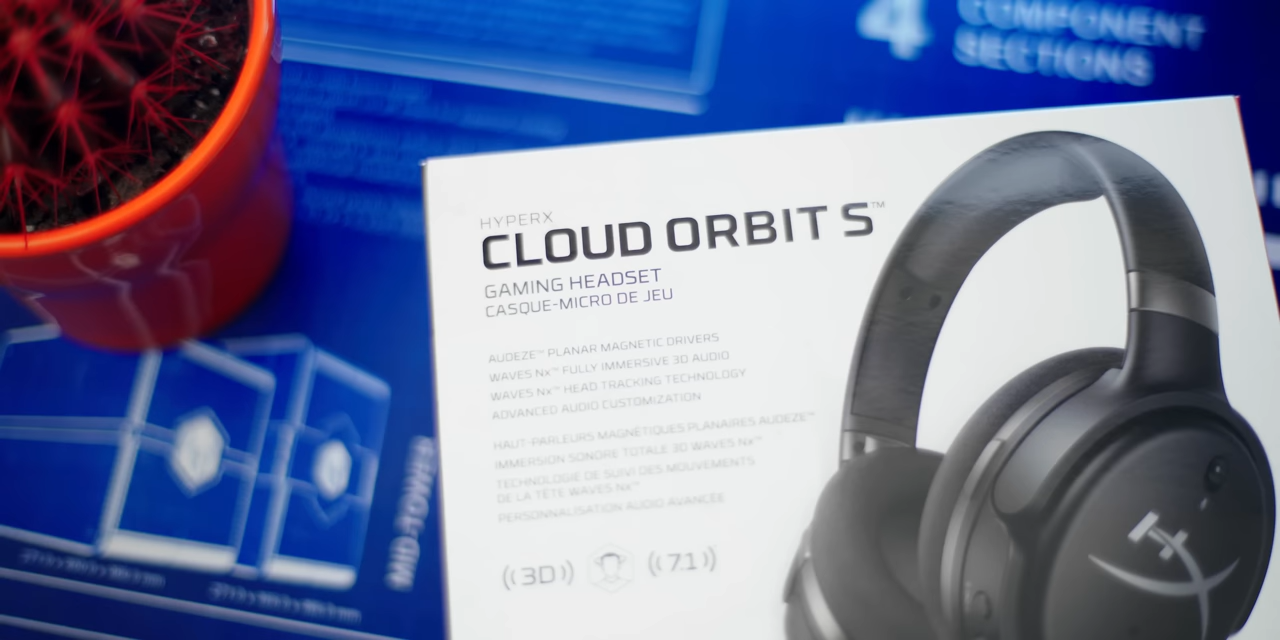 4 COMPONENT
SECTIONS
HYPERX
CLOUD ORBIT S™
GAMING HEADSET
CASQUE-MICRO DE JEU
AUDEZE™ PLANAR MAGNETIC DRIVERS
WAVES Nx™ FULLY IMMERSIVE 3D AUDIO
WAVES Nx™ HEAD TRACKING TECHNOLOGY
ADVANCED AUDIO CUSTOMIZATION
HAUT-PARLEURS MAGNÉTIQUES PLANAIRES AUDEZE™
IMMERSION SONORE TOTALE 3D WAVES Nx™
TECHNOLOGIE DE SUIVI DES MOUVEMENTS
DE LA TÊTE WAVES Nx™
PERSONNALISATION AUDIO AVANCÉE
((3D)) ((7.1))
MID-TOWER